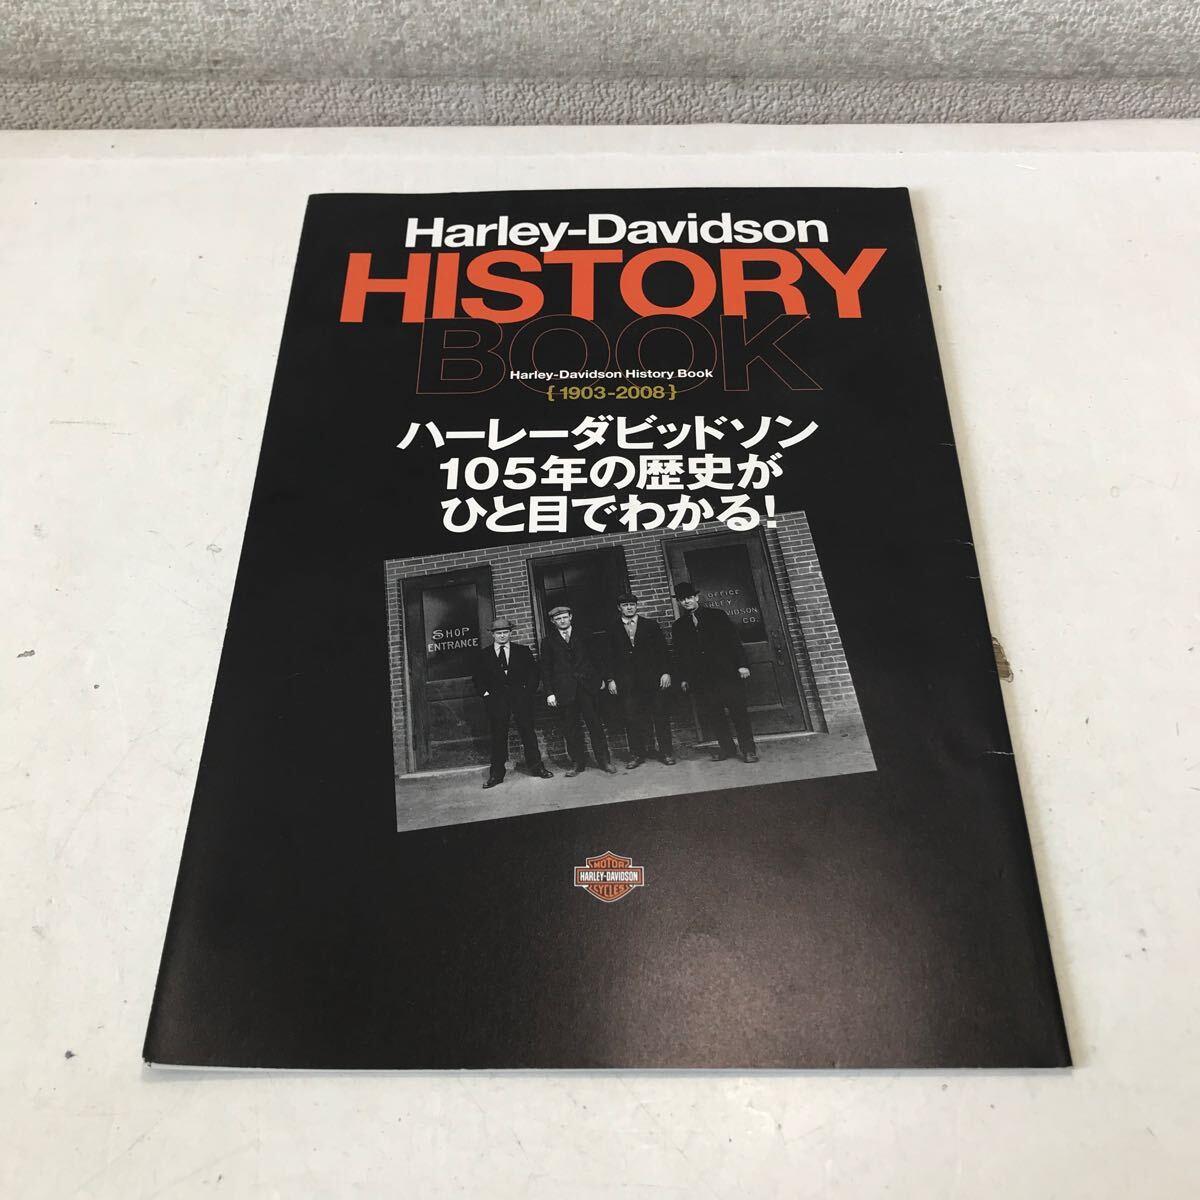 Harley-Davidson
HISTORY
BOOK
Harley-Davidson History Book
{1903-2008}
ハーレーダビッドソン
105年の歴史が
ひと目でわかる!
SHOP
ENTRANCE
OFFICE
HARLEY
DAVIDSON
CO.
MOTOR
HARLEY-DAVIDSON
CYCLES